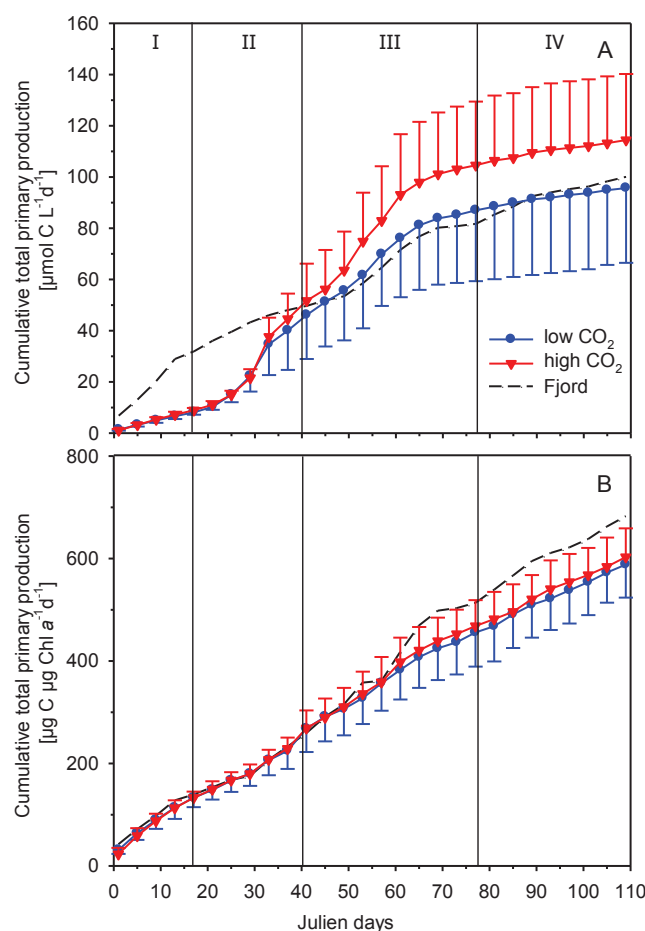 160
140
120
100
80
60
40
20
0
Cumulative total primary production
[µmol C L⁻¹d⁻¹]
I II III IV A
low CO₂
high CO₂
Fjord
800
600
400
200
0
Cumulative total primary production
[µg C µg Chl a⁻¹d⁻¹]
B
0 10 20 30 40 50 60 70 80 90 100 110
Julien days